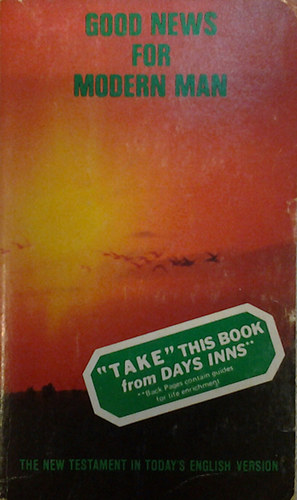 GOOD NEWS
FOR
MODERN MAN
"TAKE" THIS BOOK
from DAYS INNS**
**Back Pages contain guides
for life enrichment
THE NEW TESTAMENT IN TODAY'S ENGLISH VERSION